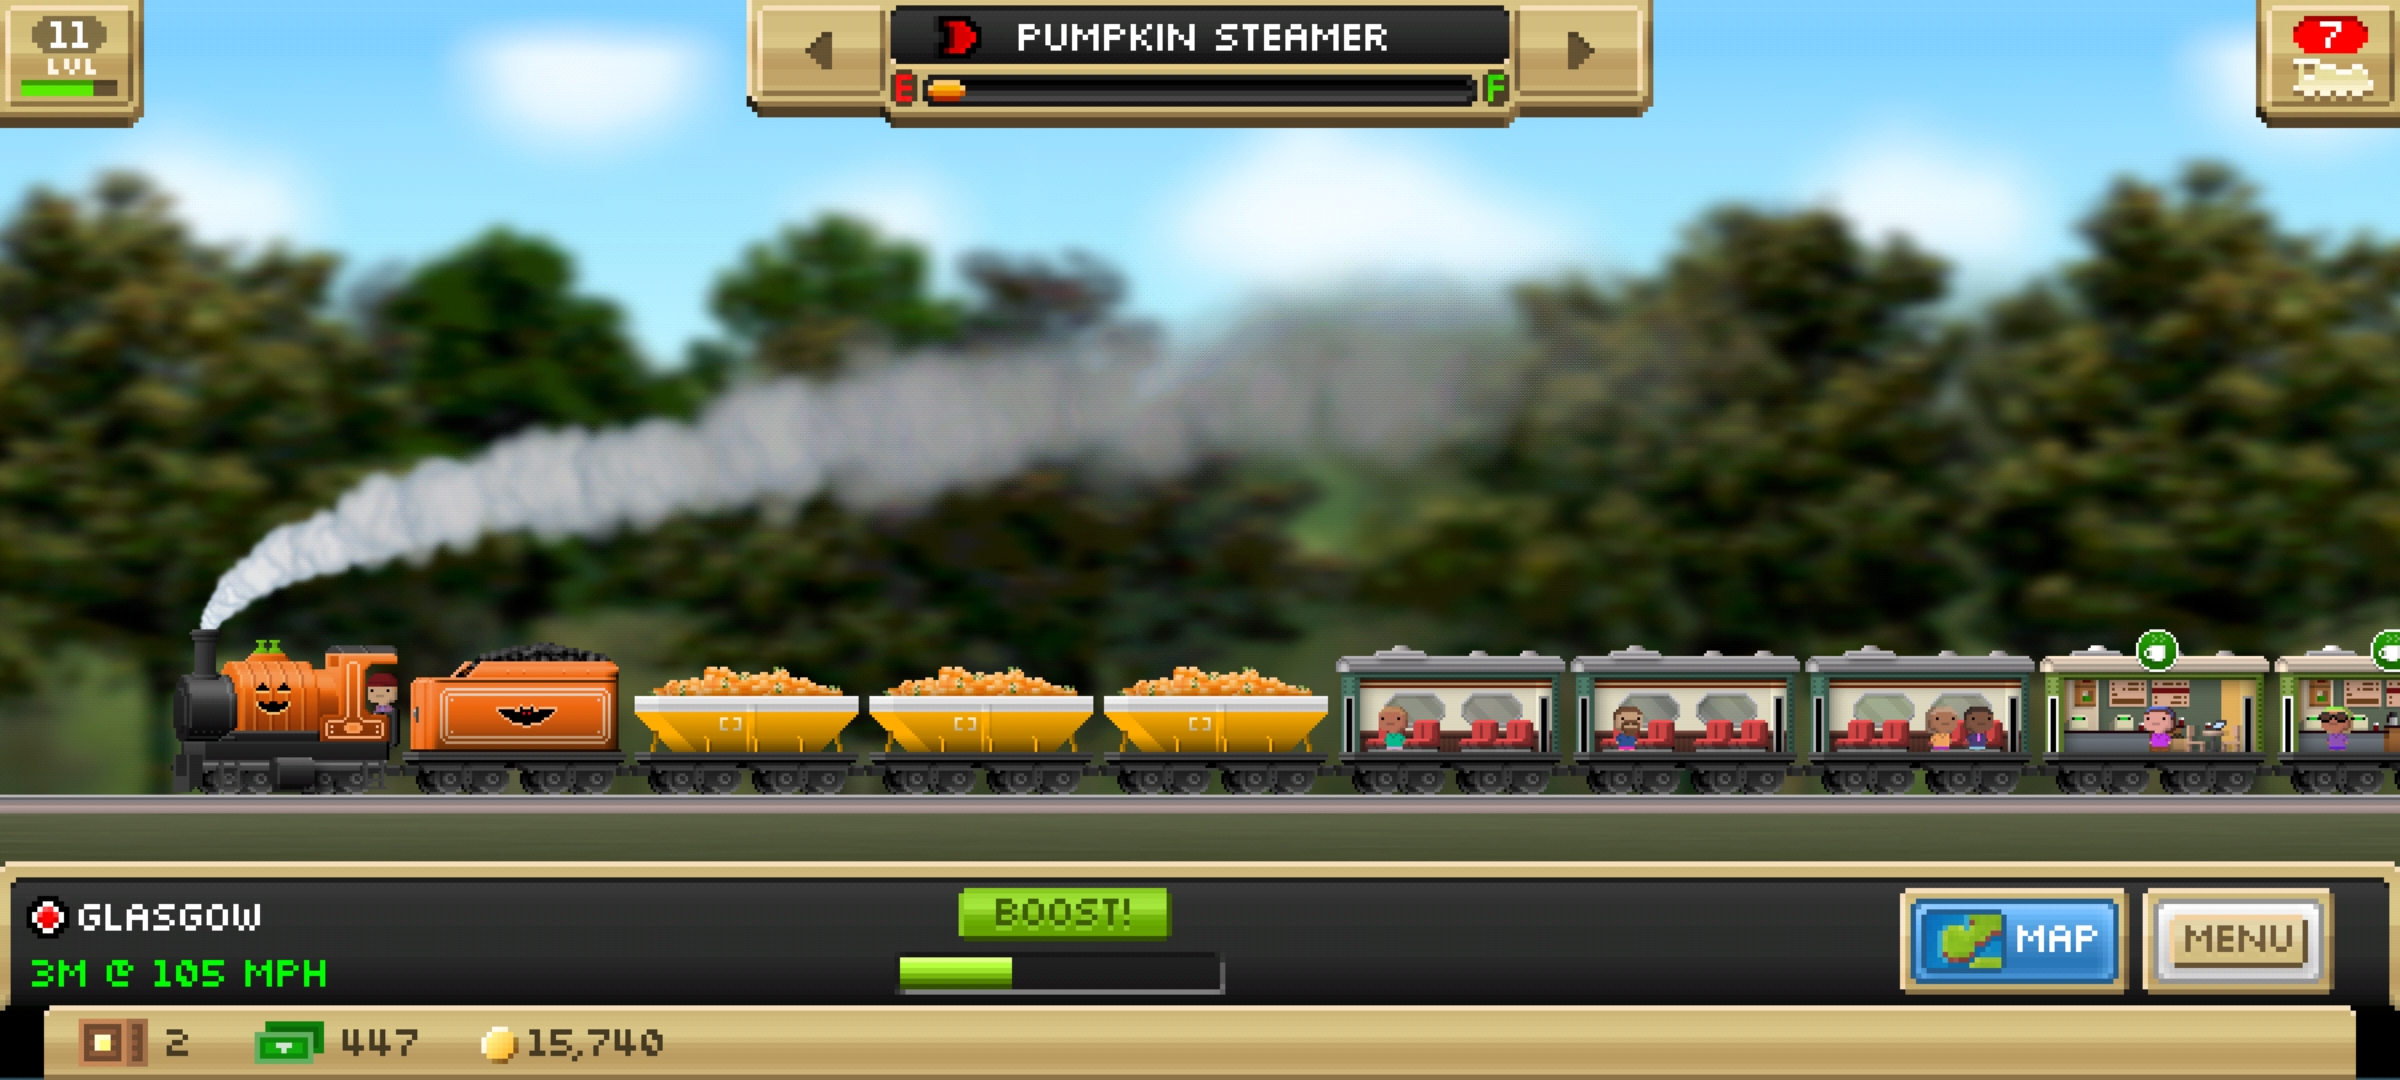 11
LVL
PUMPKIN STEAMER
E F
7
GLASGOW
3M @ 105 MPH
BOOST!
MAP
MENU
2
447
15,740